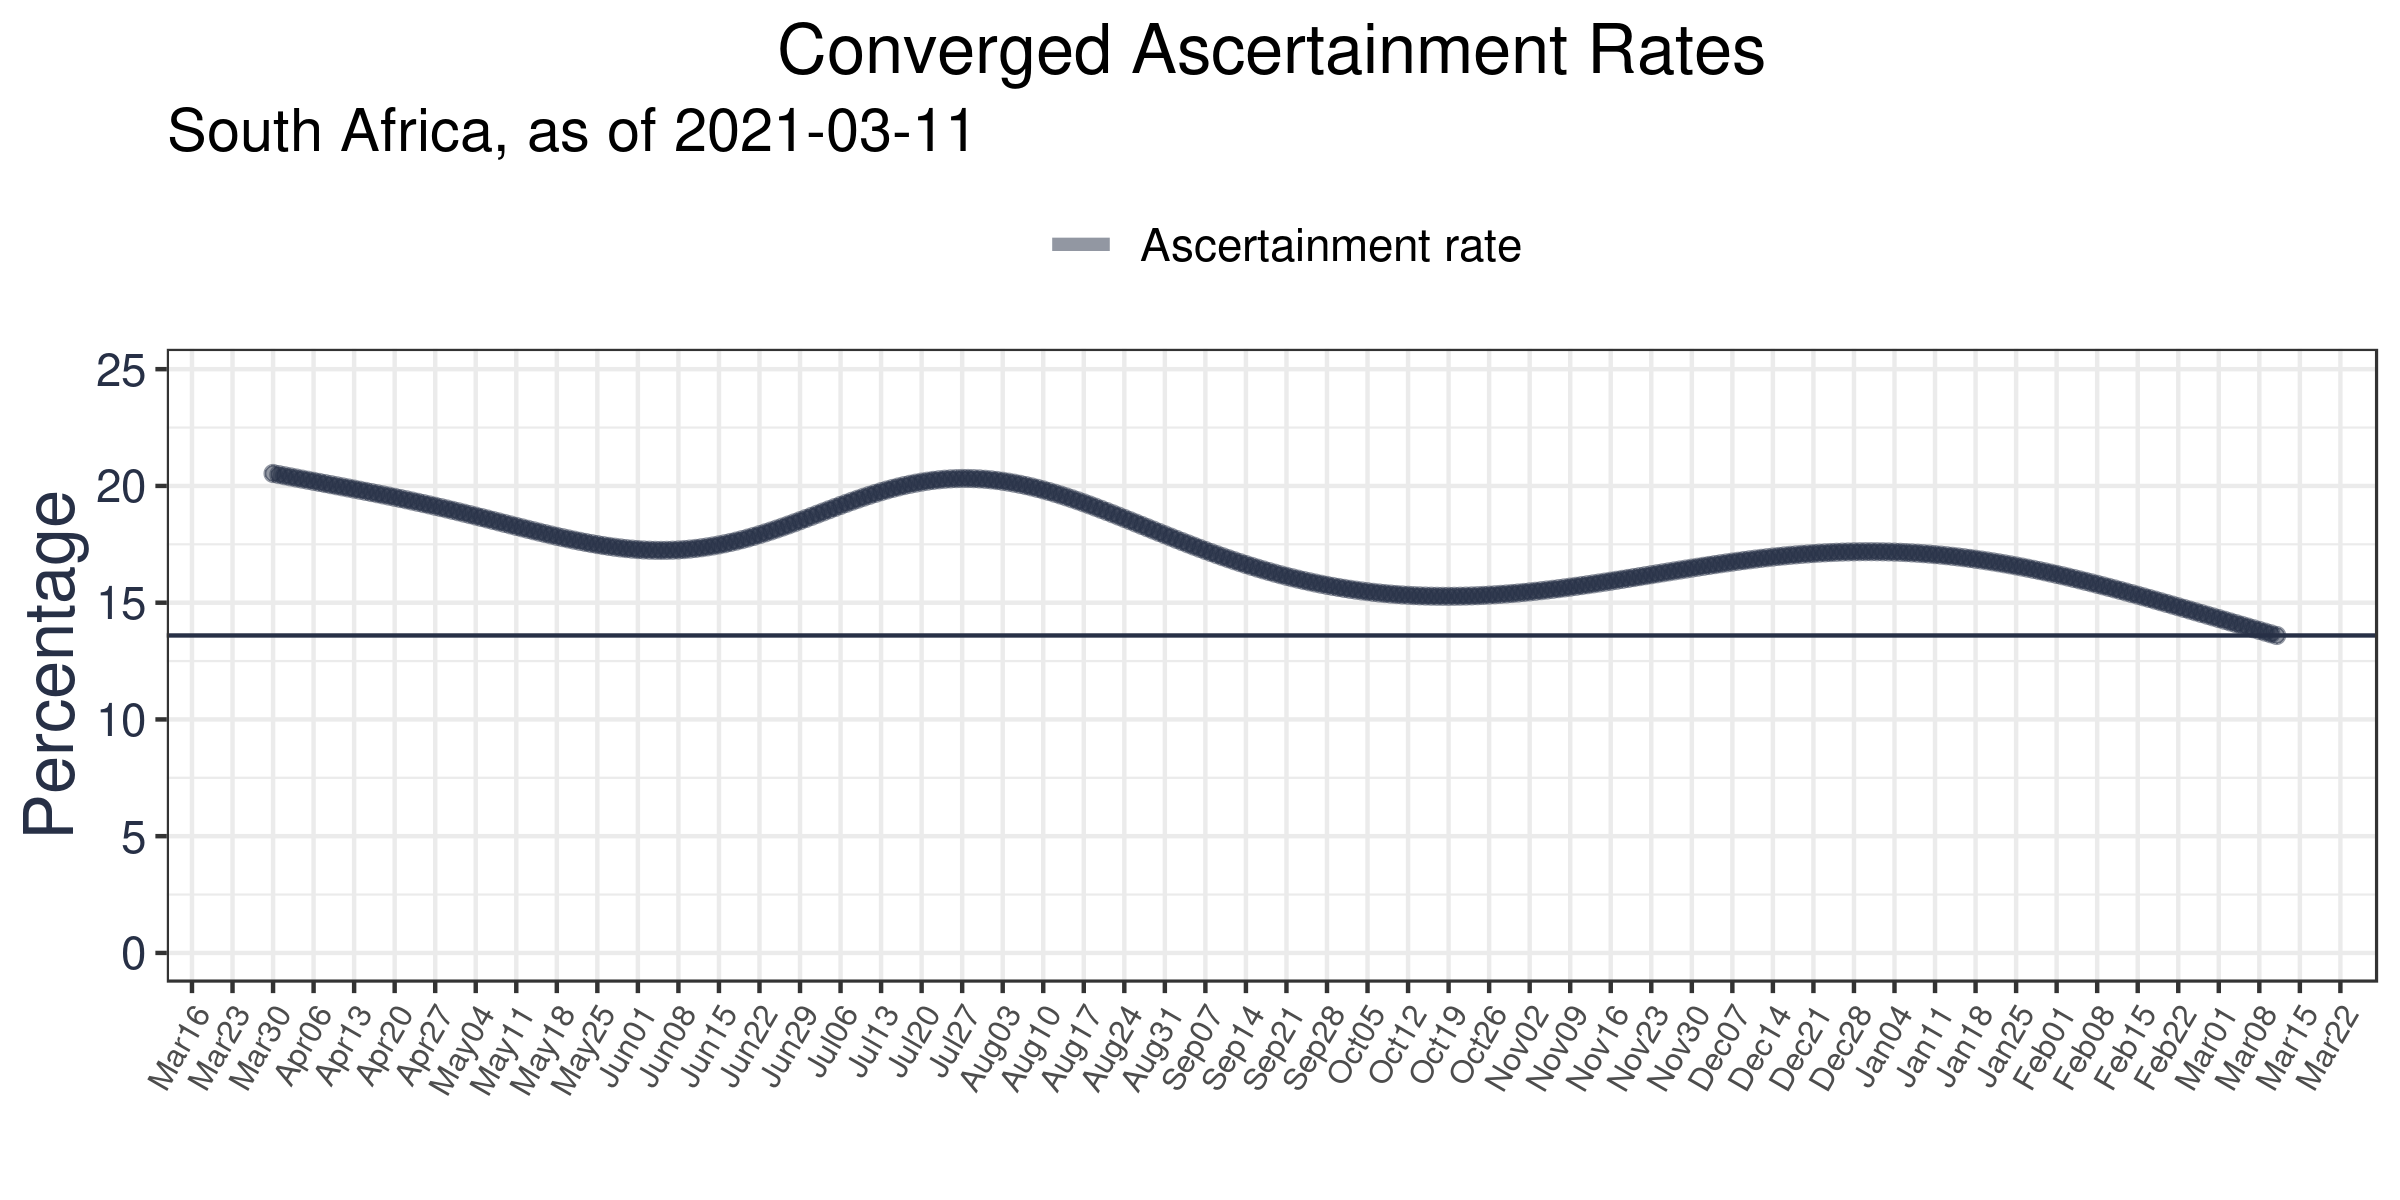 Converged Ascertainment Rates
South Africa, as of 2021-03-11
Ascertainment rate
Percentage
25
20
15
10
5
0
Mar16
Mar23
Mar30
Apr06
Apr13
Apr20
Apr27
May04
May11
May18
May25
Jun01
Jun08
Jun15
Jun22
Jun29
Jul06
Jul13
Jul20
Jul27
Aug03
Aug10
Aug17
Aug24
Aug31
Sep07
Sep14
Sep21
Sep28
Oct05
Oct12
Oct19
Oct26
Nov02
Nov09
Nov16
Nov23
Nov30
Dec07
Dec14
Dec21
Dec28
Jan04
Jan11
Jan18
Jan25
Feb01
Feb08
Feb15
Feb22
Mar01
Mar08
Mar15
Mar22